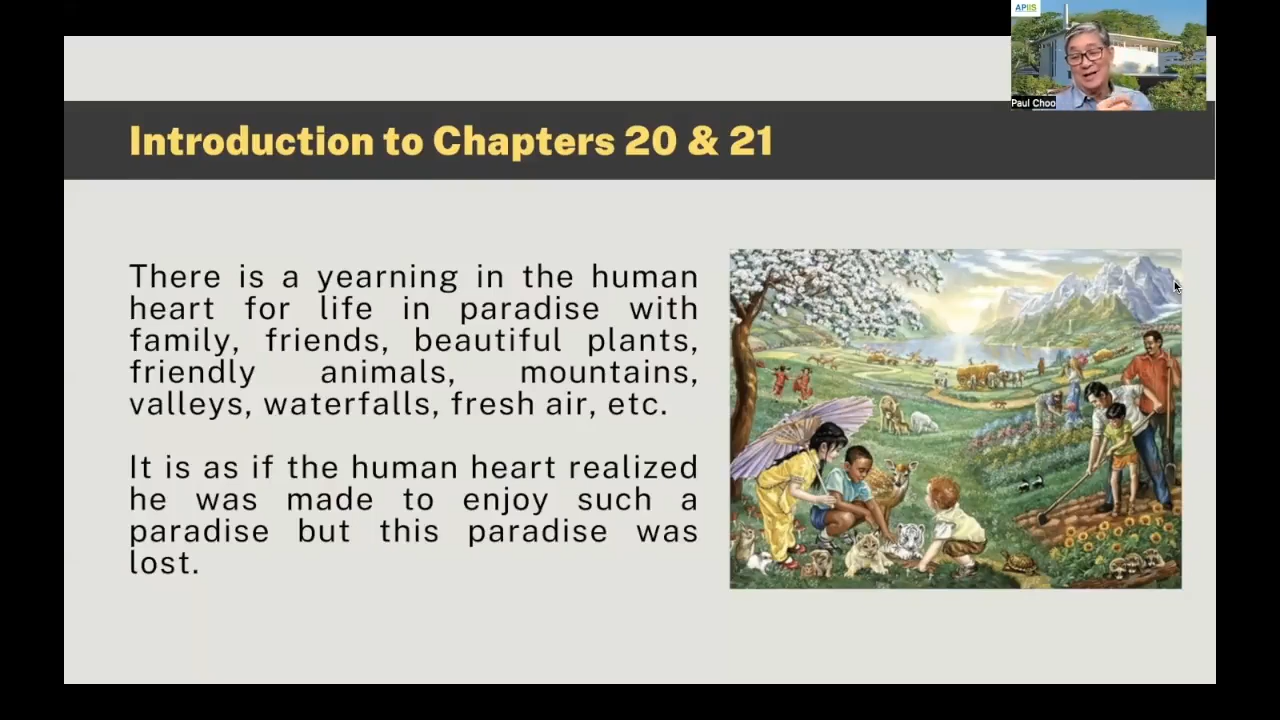 APIIS
Paul Choo
Introduction to Chapters 20 & 21
There is a yearning in the human
heart for life in paradise with
family, friends, beautiful plants,
friendly animals, mountains,
valleys, waterfalls, fresh air, etc.
It is as if the human heart realized
he was made to enjoy such a
paradise but this paradise was
lost.